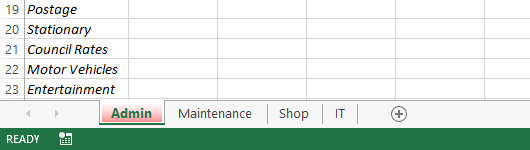 19 Postage
20 Stationary
21 Council Rates
22 Motor Vehicles
23 Entertainment
Admin Maintenance Shop IT
READY